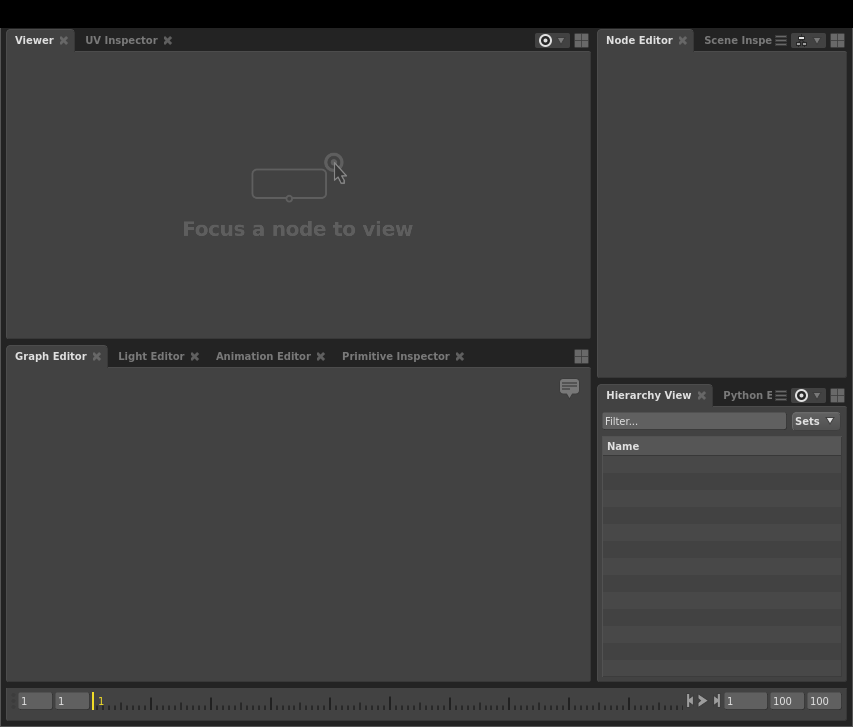 Viewer
UV Inspector
Node Editor
Scene Inspe
Focus a node to view
Graph Editor
Light Editor
Animation Editor
Primitive Inspector
Hierarchy View
Python E
Filter...
Sets
Name
1
1
1
1
100
100